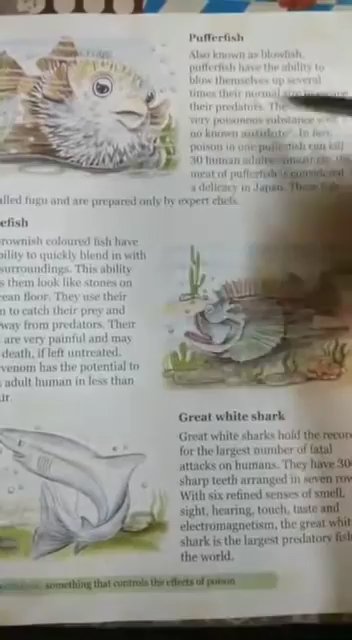 Pufferfish
Also known as blowfish,
pufferfish have the ability to
blow themselves up several
times their normal size to escape
their predators. The
very poisonous substance with
no known antidote*. In fact,
poison in one pufferfish can kill
30 human adults
meat of pufferfish is considered
a delicacy in Japan. These
alled fugu and are prepared only by expert chefs.
efish
rownish coloured fish have
bility to quickly blend in with
surroundings. This ability
s them look like stones on
ean floor. They use their
n to catch their prey and
way from predators. Their
are very painful and may
death, if left untreated.
venom has the potential to
adult human in less than
ur.
Great white shark
Great white sharks hold the record
for the largest number of fatal
attacks on humans. They have 30
sharp teeth arranged in seven row
With six refined senses of smell,
sight, hearing, touch, taste and
electromagnetism, the great whit
shark is the largest predatory fish
the world.
something that controls the effects of poison